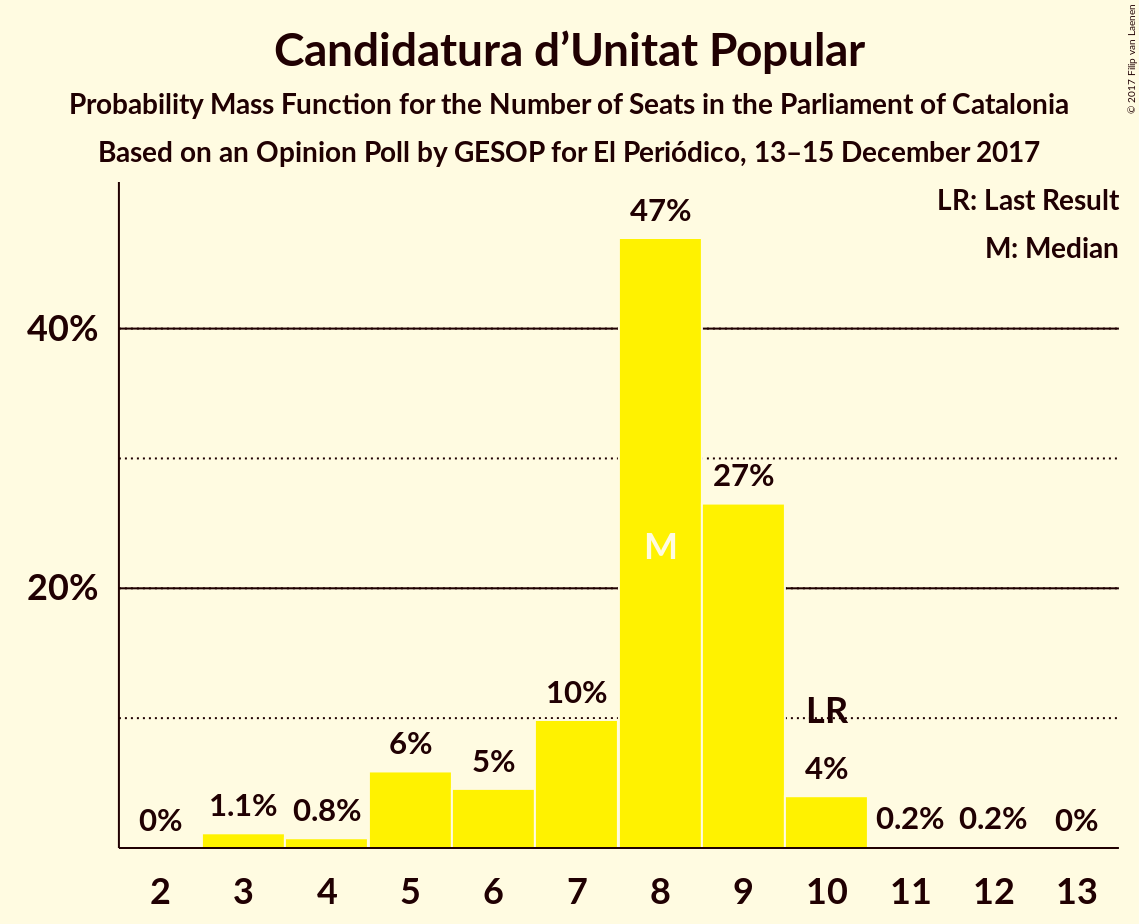 Candidatura d’Unitat Popular
Probability Mass Function for the Number of Seats in the Parliament of Catalonia
Based on an Opinion Poll by GESOP for El Periódico, 13–15 December 2017
© 2017 Filip van Laenen
LR: Last Result
M: Median
40%
20%
0%
1.1%
0.8%
6%
5%
10%
47%
M
27%
LR
4%
0.2%
0.2%
0%
2 3 4 5 6 7 8 9 10 11 12 13